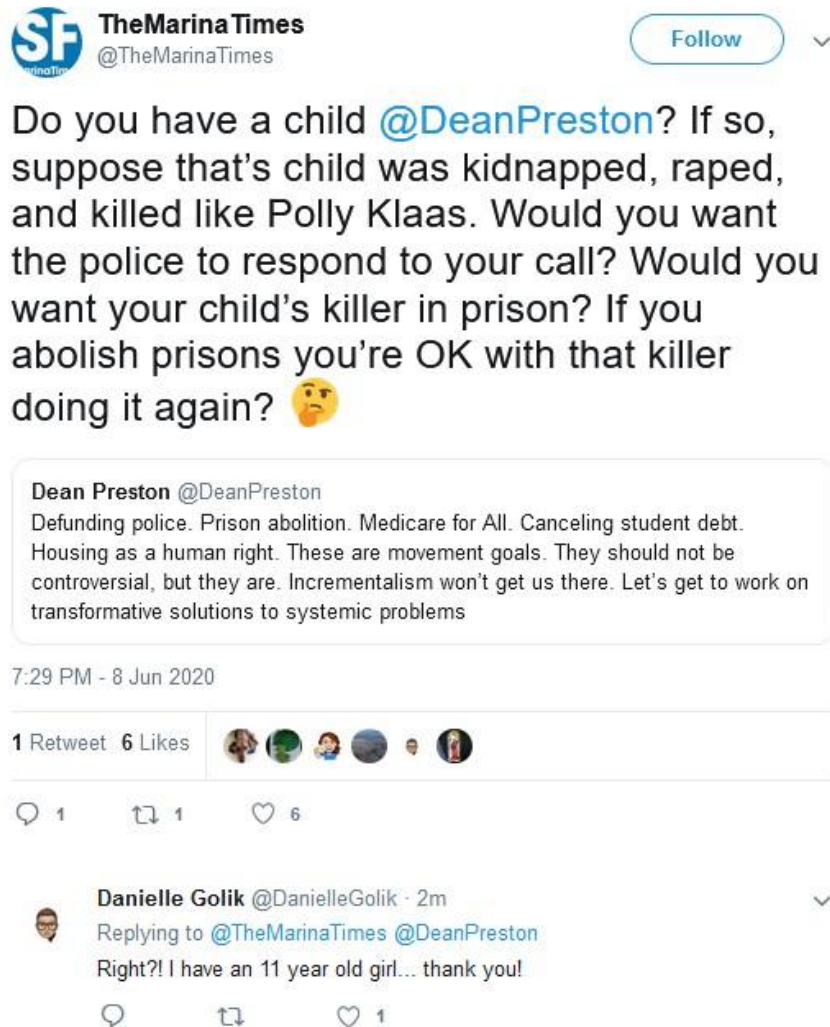 SF
TheMarinaTimes
@TheMarinaTimes
Follow
Do you have a child @DeanPreston? If so,
suppose that’s child was kidnapped, raped,
and killed like Polly Klaas. Would you want
the police to respond to your call? Would you
want your child’s killer in prison? If you
abolish prisons you’re OK with that killer
doing it again? 🤔
Dean Preston @DeanPreston
Defunding police. Prison abolition. Medicare for All. Canceling student debt.
Housing as a human right. These are movement goals. They should not be
controversial, but they are. Incrementalism won’t get us there. Let’s get to work on
transformative solutions to systemic problems
7:29 PM - 8 Jun 2020
1 Retweet 6 Likes
1 1 6
Danielle Golik @DanielleGolik · 2m
Replying to @TheMarinaTimes @DeanPreston
Right?! I have an 11 year old girl... thank you!
1